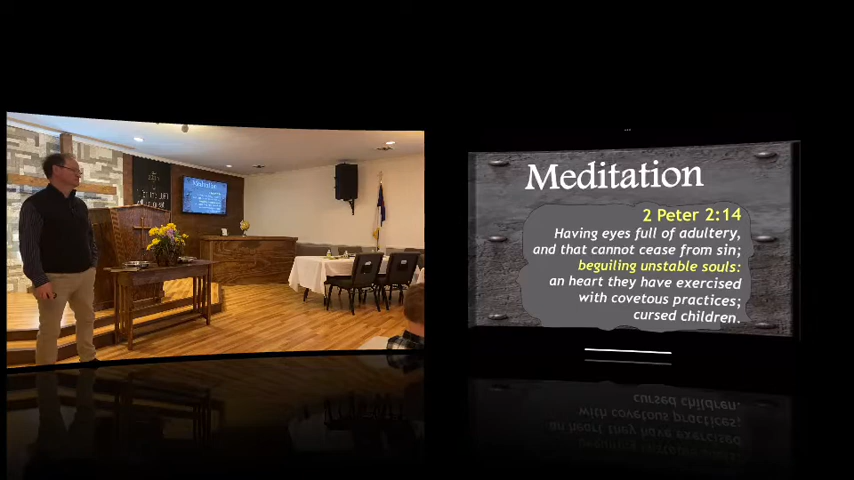 Meditation
Meditation
2 Peter 2:14
Having eyes full of adultery,
and that cannot cease from sin;
beguiling unstable souls:
an heart they have exercised
with covetous practices;
cursed children.